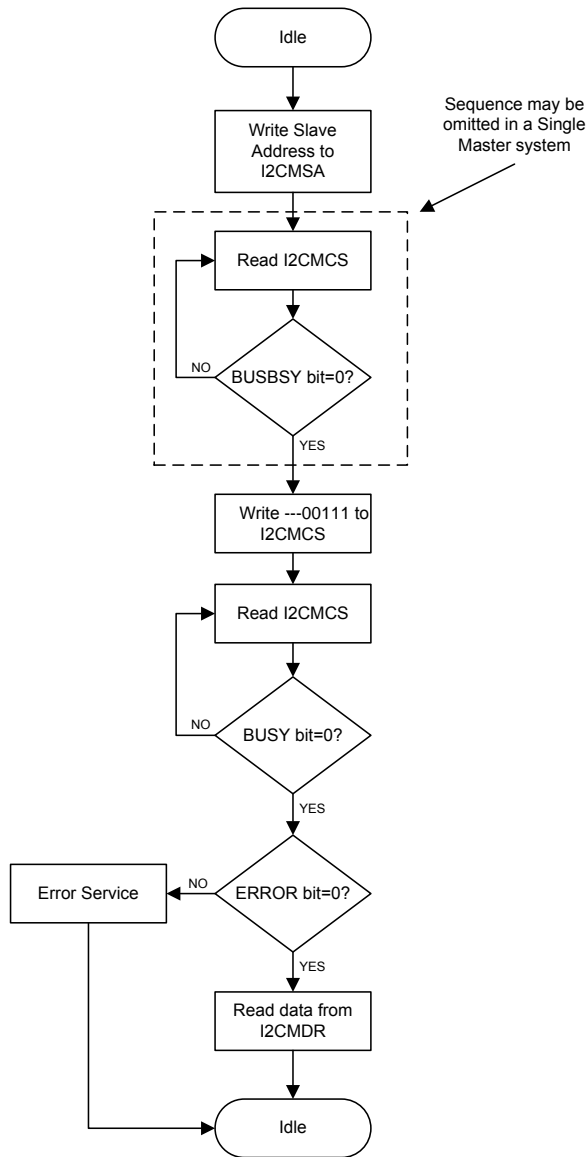 Idle
Write Slave
Address to
I2CMSA
Sequence may be
omitted in a Single
Master system
Read I2CMCS
BUSBSY bit=0?
NO
YES
Write ---00111 to
I2CMCS
Read I2CMCS
BUSY bit=0?
NO
YES
Error Service
NO
ERROR bit=0?
YES
Read data from
I2CMDR
Idle